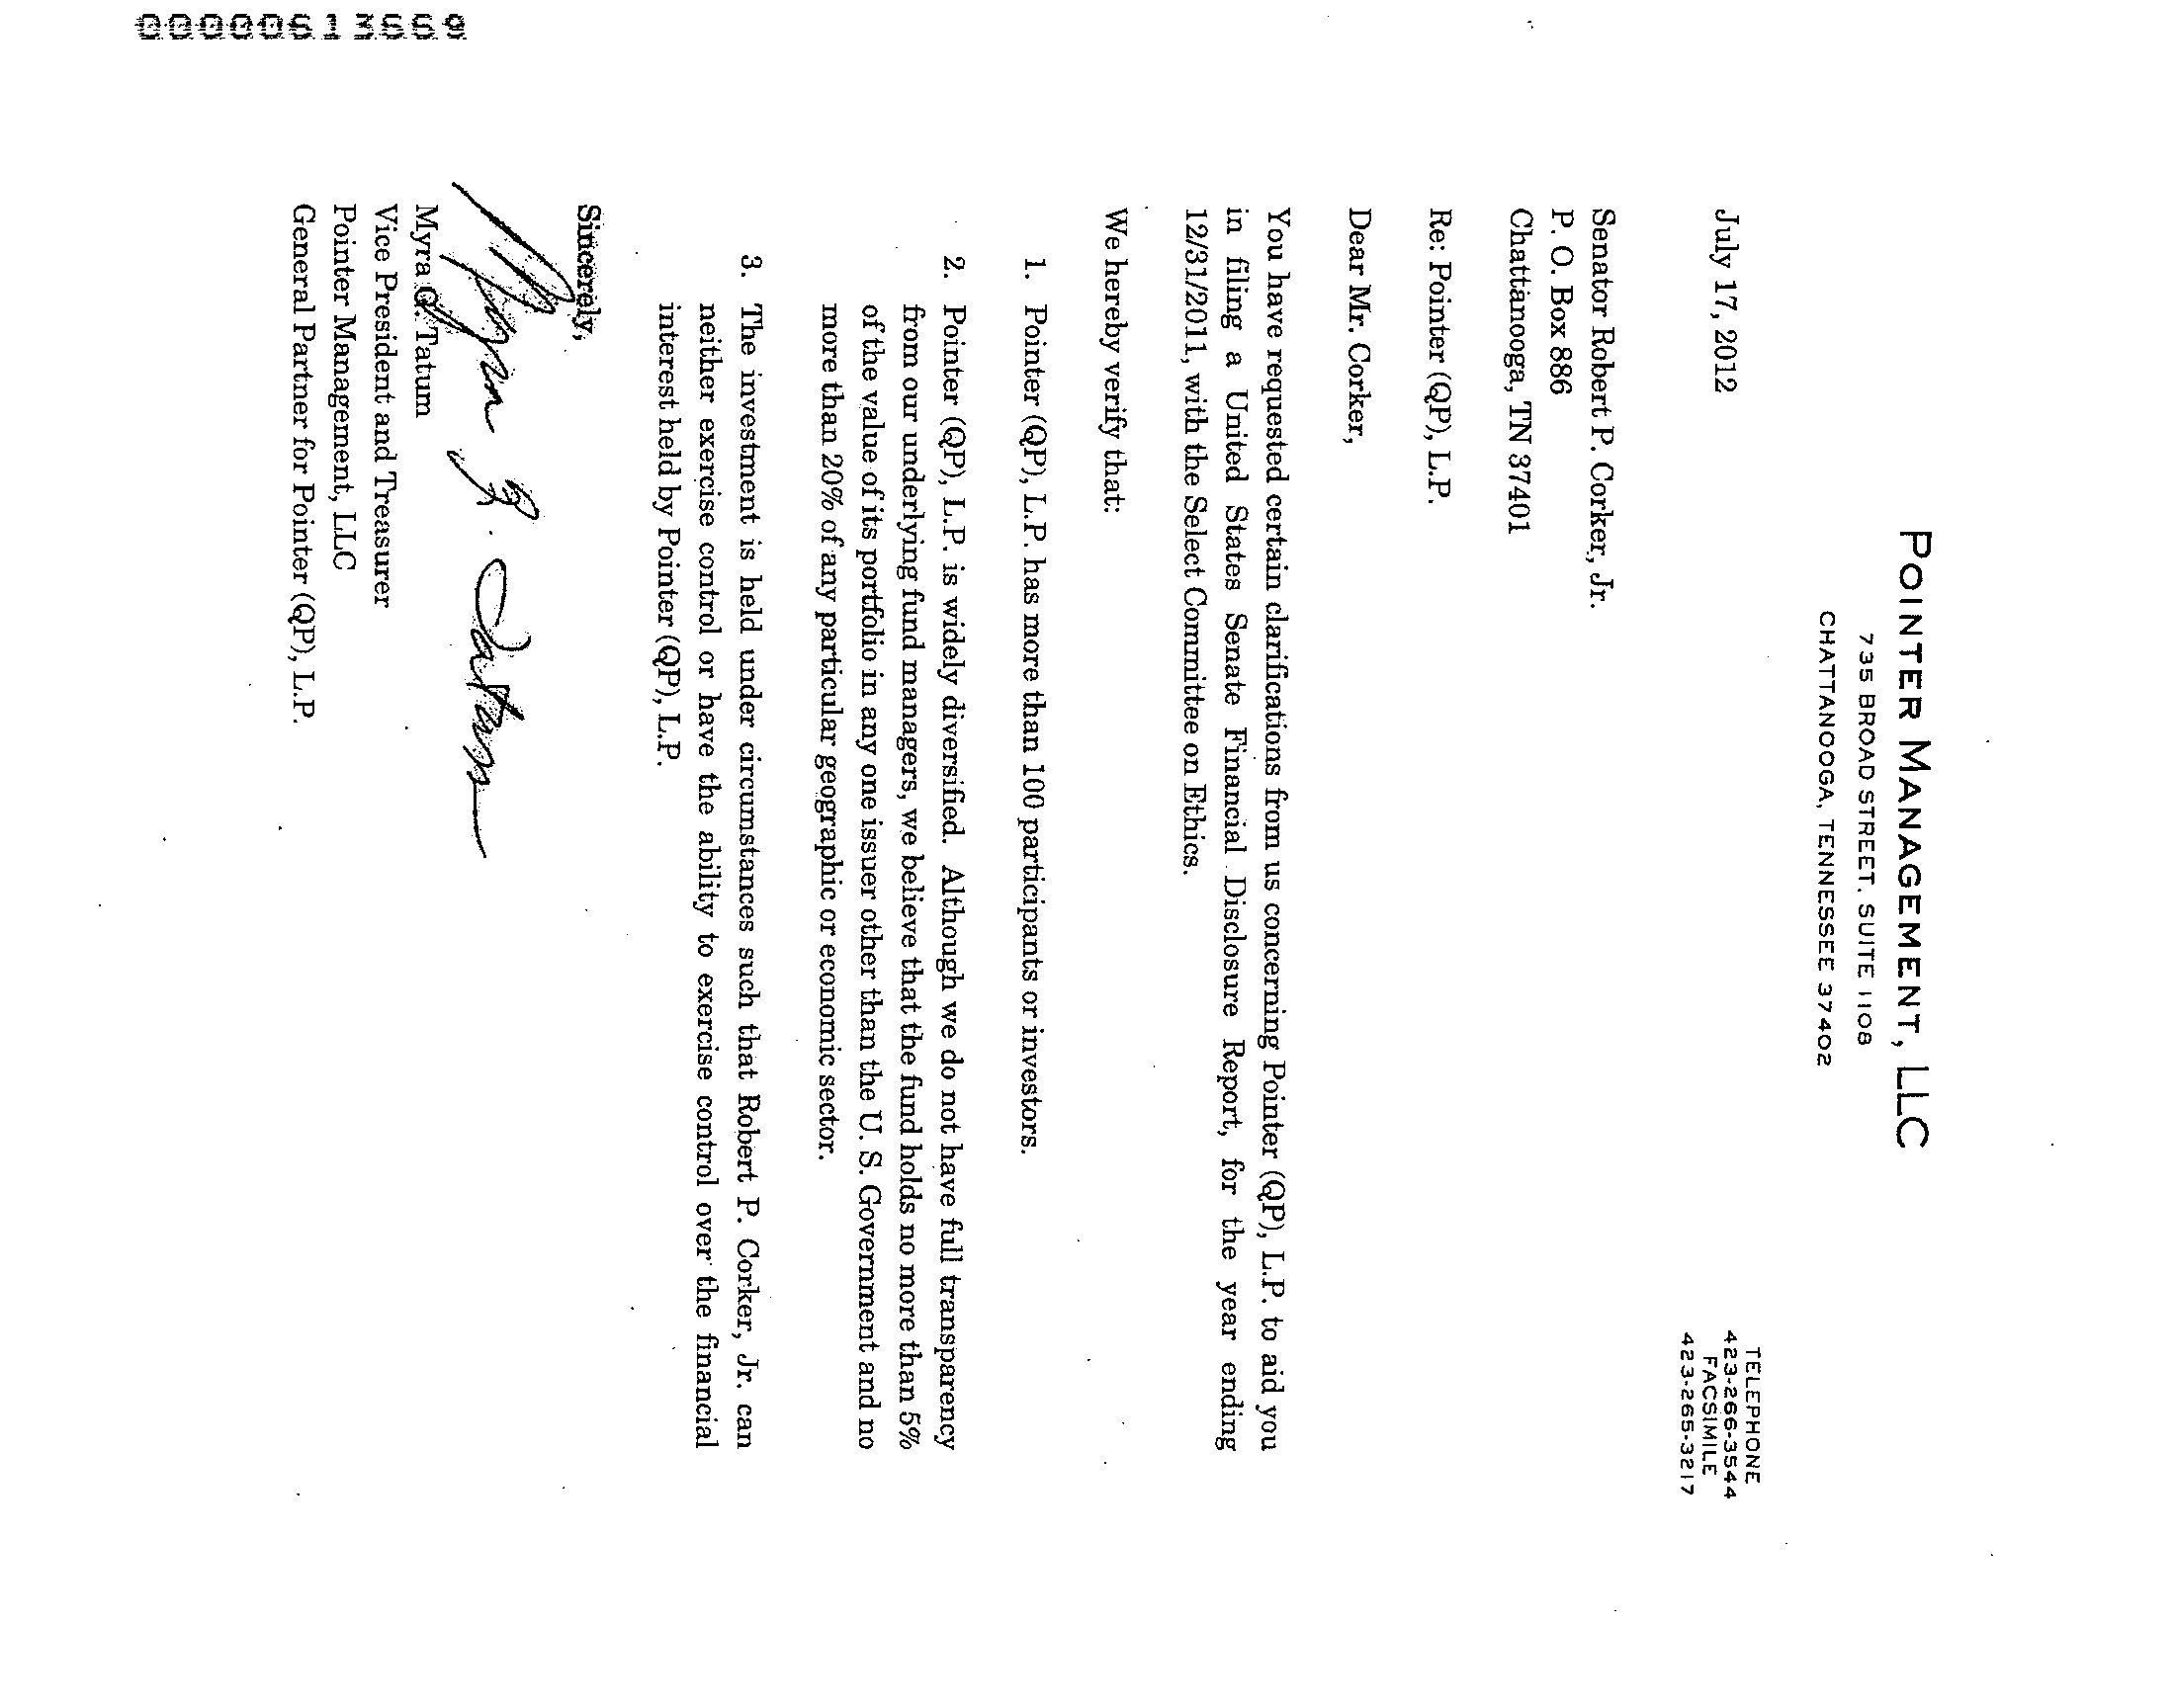 00000613669
POINTER MANAGEMENT, LLC
735 BROAD STREET, SUITE 1108
CHATTANOOGA, TENNESSEE 37402
TELEPHONE
423-266-3544
FACSIMILE
423-265-3217
July 17, 2012
Senator Robert P. Corker, Jr.
P. O. Box 886
Chattanooga, TN 37401
Re: Pointer (QP), L.P.
Dear Mr. Corker,
You have requested certain clarifications from us concerning Pointer (QP), L.P. to aid you
in filing a United States Senate Financial Disclosure Report, for the year ending
12/31/2011, with the Select Committee on Ethics.
We hereby verify that:
1. Pointer (QP), L.P. has more than 100 participants or investors.
2. Pointer (QP), L.P. is widely diversified. Although we do not have full transparency
from our underlying fund managers, we believe that the fund holds no more than 5%
of the value of its portfolio in any one issuer other than the U. S. Government and no
more than 20% of any particular geographic or economic sector.
3. The investment is held under circumstances such that Robert P. Corker, Jr. can
neither exercise control or have the ability to exercise control over the financial
interest held by Pointer (QP), L.P.
Sincerely,
Myra Q. Tatum
Vice President and Treasurer
Pointer Management, LLC
General Partner for Pointer (QP), L.P.